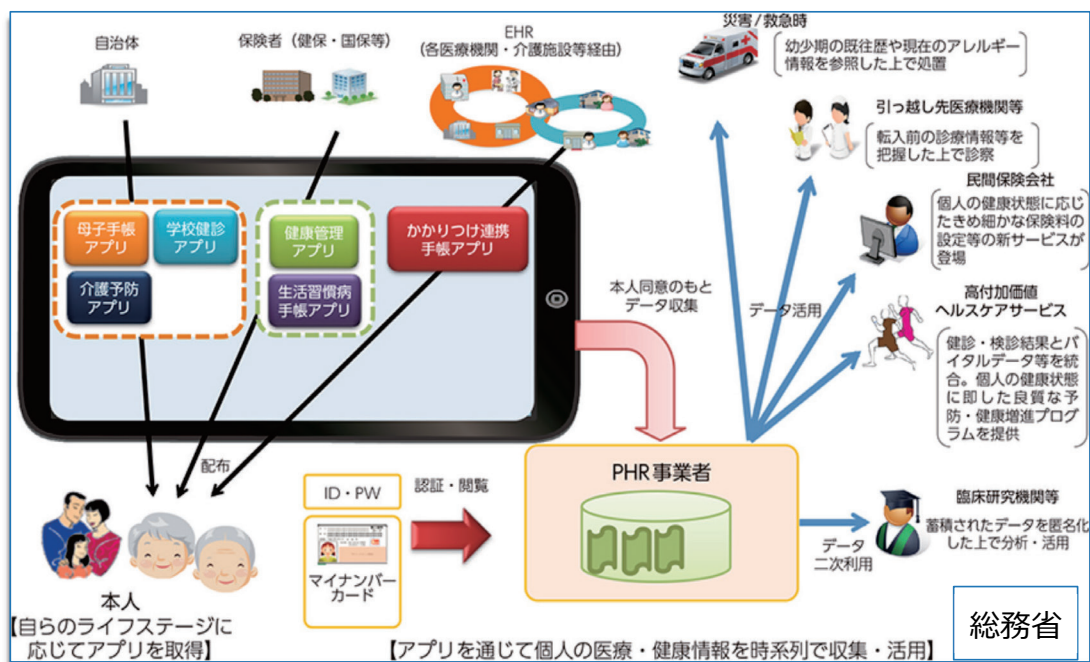 自治体
保険者（健保・国保等）
EHR
（各医療機関・介護施設等経由）
災害/救急時
幼少期の既往歴や現在のアレルギー
情報を参照した上で処置
引っ越し先医療機関等
転入前の診療情報等を
把握した上で診察
民間保険会社
個人の健康状態に応じ
たきめ細かな保険料の
設定等の新サービスが
登場
高付加価値
ヘルスケアサービス
健診・検診結果とバ
イタルデータ等を統
合。個人の健康状態
に即した良質な予
防・健康増進プログ
ラムを提供
母子手帳
アプリ
学校健診
アプリ
介護予防
アプリ
健康管理
アプリ
生活習慣病
手帳アプリ
かかりつけ連携
手帳アプリ
本人同意のもと
データ収集
データ活用
配布
ID・PW
マイナンバー
カード
認証・閲覧
PHR事業者
データ
二次利用
臨床研究機関等
蓄積されたデータを匿名化
した上で分析・活用
本人
【自らのライフステージに
応じてアプリを取得】
【アプリを通じて個人の医療・健康情報を時系列で収集・活用】
総務省